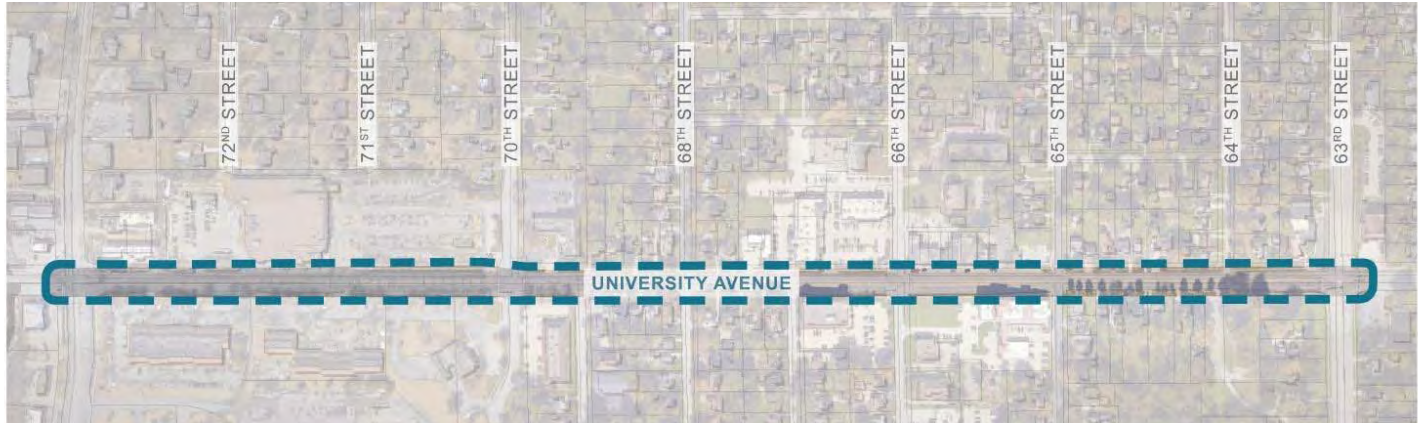 72ND STREET
71ST STREET
70TH STREET
68TH STREET
66TH STREET
65TH STREET
64TH STREET
63RD STREET
UNIVERSITY AVENUE